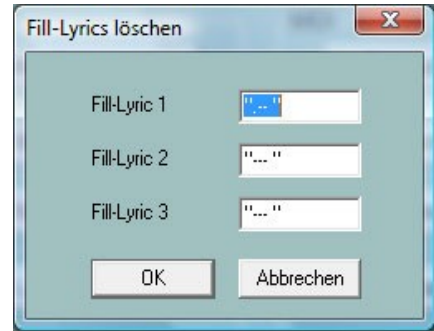 Fill-Lyrics löschen
Fill-Lyric 1 ".-- "
Fill-Lyric 2 "--- "
Fill-Lyric 3 "--- "
OK Abbrechen